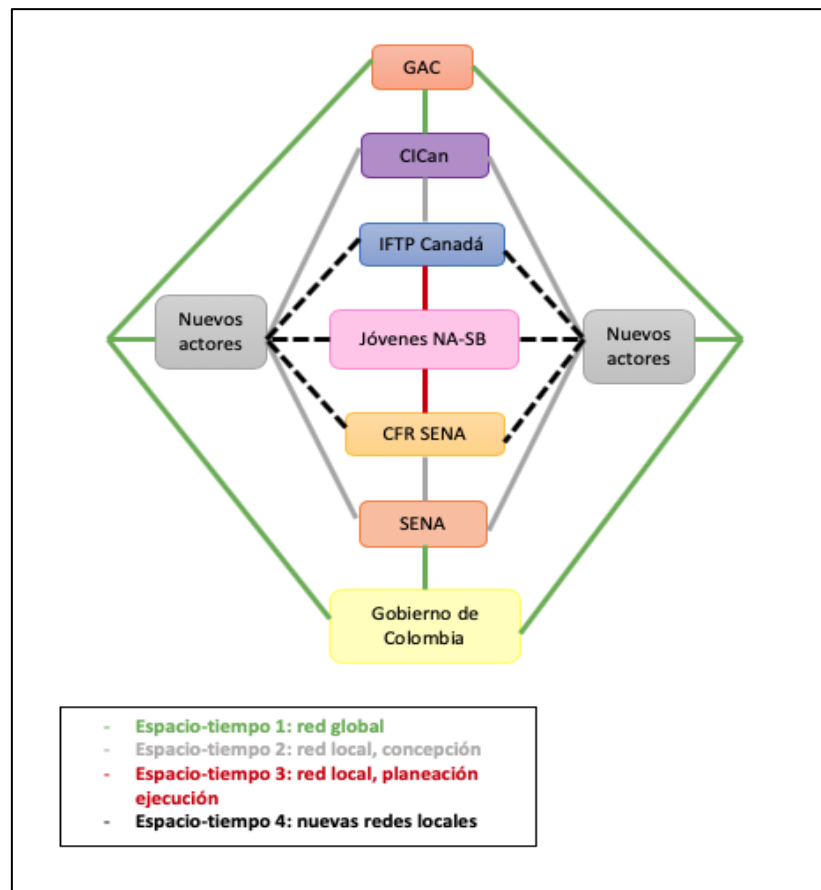 GAC
CICan
IFTP Canadá
Nuevos
actores
Jóvenes NA-SB
Nuevos
actores
CFR SENA
SENA
Gobierno de
Colombia
- Espacio-tiempo 1: red global
- Espacio-tiempo 2: red local, concepción
- Espacio-tiempo 3: red local, planeación
ejecución
- Espacio-tiempo 4: nuevas redes locales